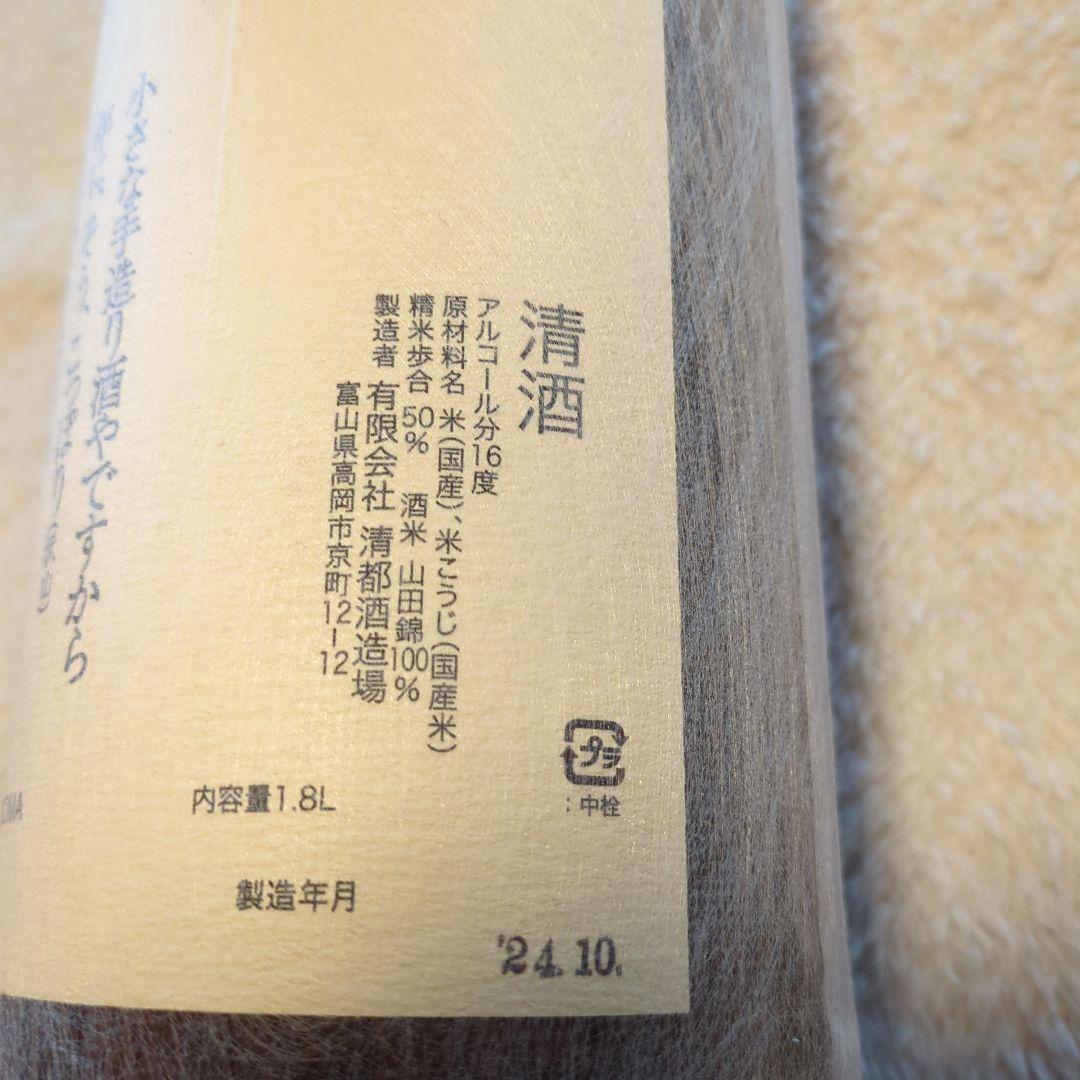 清酒
アルコール分16度
原材料名 米(国産)、米こうじ(国産米)
精米歩合 50% 酒米 山田錦100%
製造者 有限会社 清都酒造場
富山県高岡市京町12-12
プラ
:中栓
内容量1.8L
製造年月
'24.10.
小さな手造り酒やですから